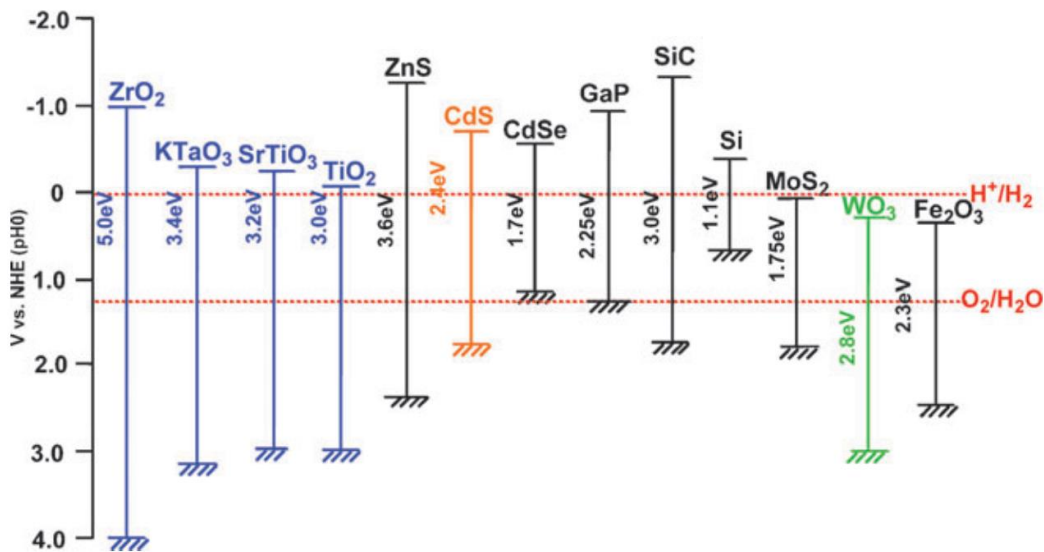 -2.0
-1.0
0
1.0
2.0
3.0
4.0
V vs. NHE (pH0)
ZrO₂
5.0eV
KTaO₃
3.4eV
SrTiO₃
3.2eV
TiO₂
3.0eV
ZnS
3.6eV
CdS
2.4eV
CdSe
1.7eV
GaP
2.25eV
SiC
3.0eV
Si
1.1eV
MoS₂
1.75eV
WO₃
2.8eV
Fe₂O₃
2.3eV
H⁺/H₂
O₂/H₂O